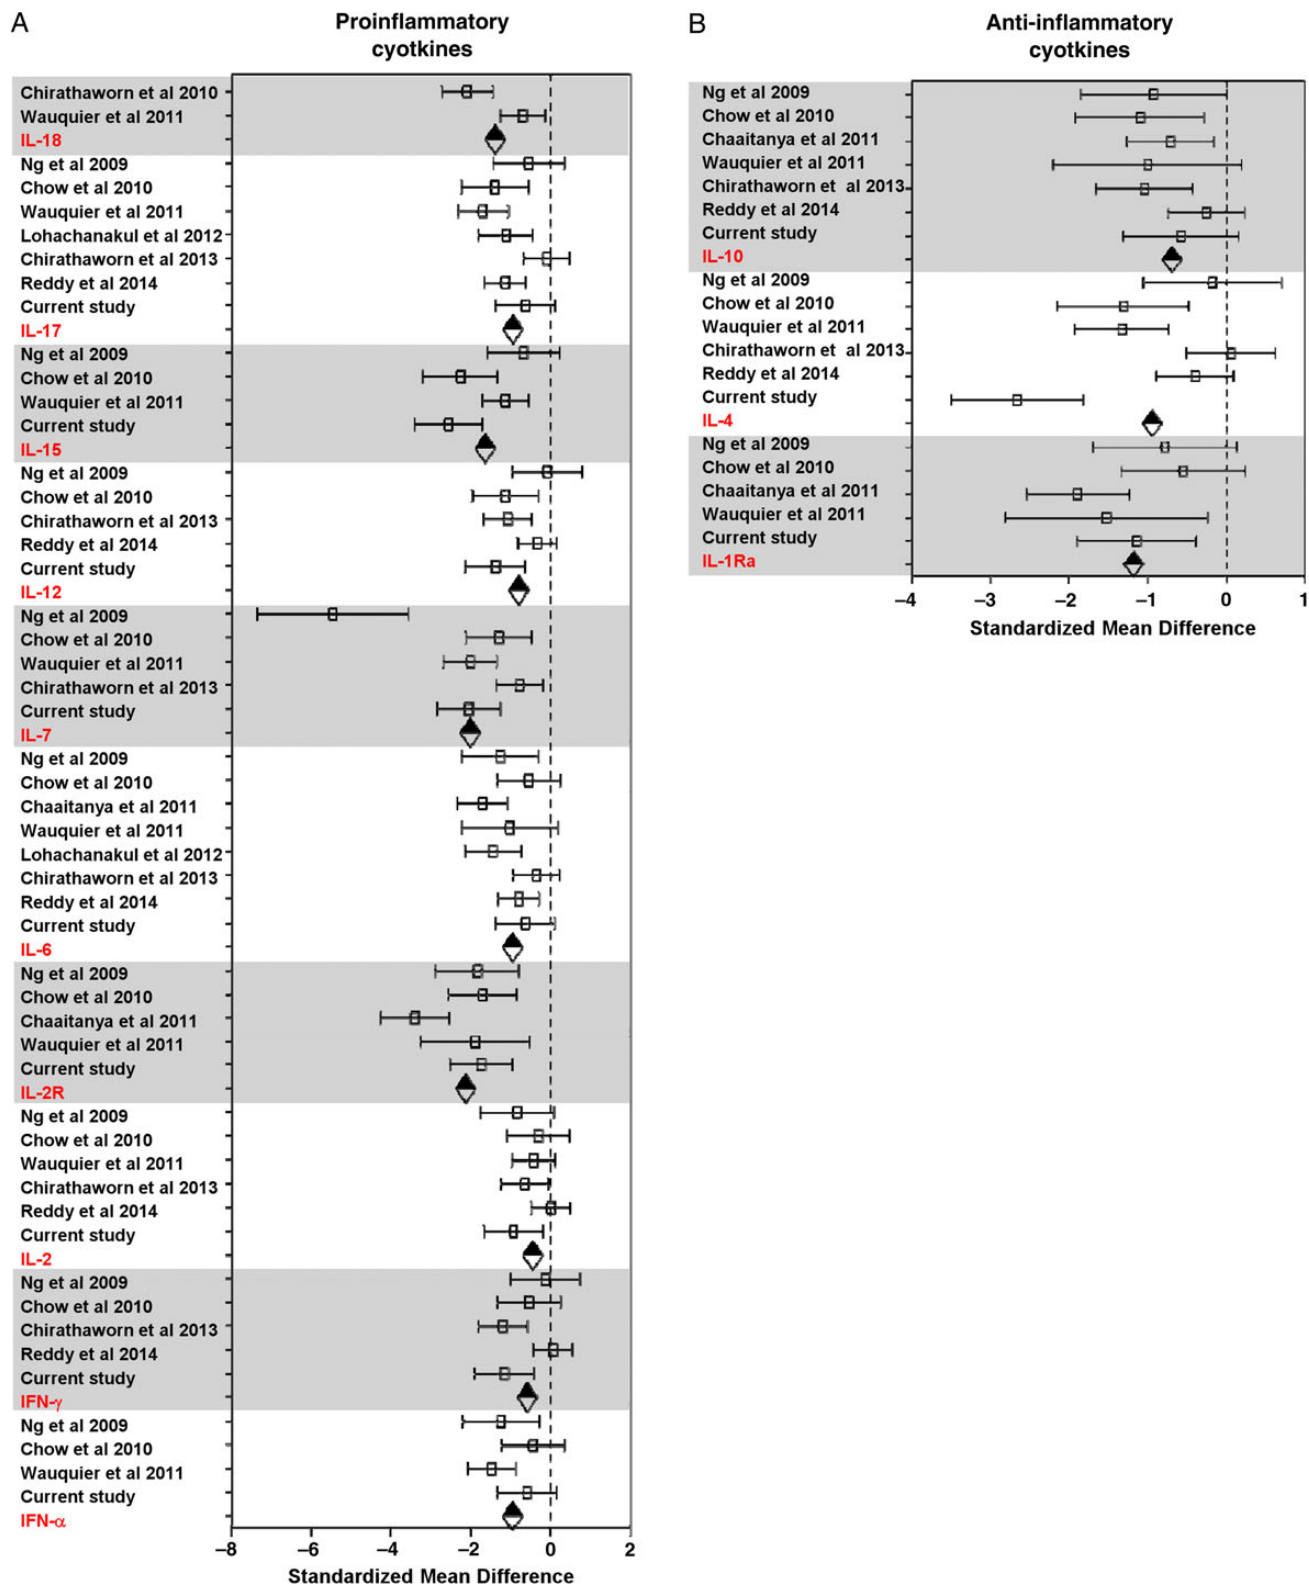 A
Proinflammatory
cyotkines
Chirathaworn et al 2010
Wauquier et al 2011
IL-18
Ng et al 2009
Chow et al 2010
Wauquier et al 2011
Lohachanakul et al 2012
Chirathaworn et al 2013
Reddy et al 2014
Current study
IL-17
Ng et al 2009
Chow et al 2010
Wauquier et al 2011
Current study
IL-15
Ng et al 2009
Chow et al 2010
Chirathaworn et al 2013
Reddy et al 2014
Current study
IL-12
Ng et al 2009
Chow et al 2010
Wauquier et al 2011
Chirathaworn et al 2013
Current study
IL-7
Ng et al 2009
Chow et al 2010
Chaaitanya et al 2011
Wauquier et al 2011
Lohachanakul et al 2012
Chirathaworn et al 2013
Reddy et al 2014
Current study
IL-6
Ng et al 2009
Chow et al 2010
Chaaitanya et al 2011
Wauquier et al 2011
Current study
IL-2R
Ng et al 2009
Chow et al 2010
Wauquier et al 2011
Chirathaworn et al 2013
Reddy et al 2014
Current study
IL-2
Ng et al 2009
Chow et al 2010
Chirathaworn et al 2013
Reddy et al 2014
Current study
IFN-γ
Ng et al 2009
Chow et al 2010
Wauquier et al 2011
Current study
IFN-α
−8 −6 −4 −2 0 2
Standardized Mean Difference
B
Anti-inflammatory
cyotkines
Ng et al 2009
Chow et al 2010
Chaaitanya et al 2011
Wauquier et al 2011
Chirathaworn et al 2013
Reddy et al 2014
Current study
IL-10
Ng et al 2009
Chow et al 2010
Wauquier et al 2011
Chirathaworn et al 2013
Reddy et al 2014
Current study
IL-4
Ng et al 2009
Chow et al 2010
Chaaitanya et al 2011
Wauquier et al 2011
Current study
IL-1Ra
−4 −3 −2 −1 0 1
Standardized Mean Difference